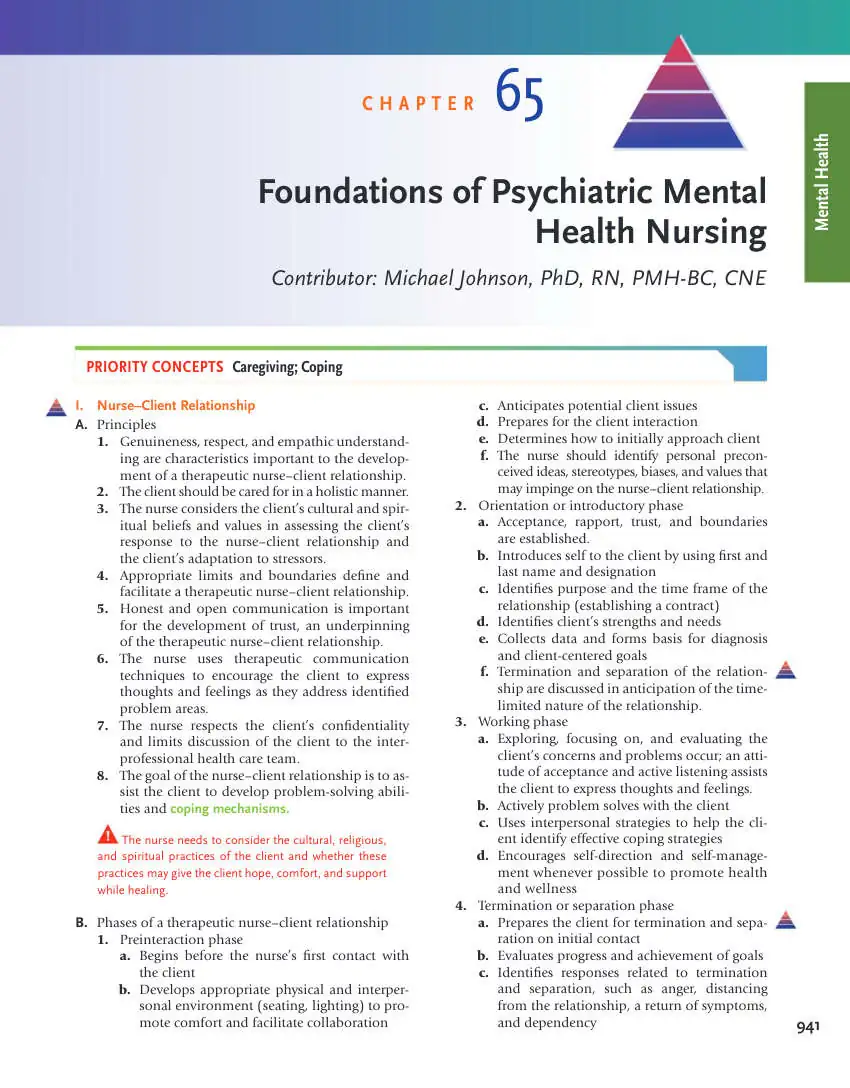 CHAPTER 65
Mental Health
Foundations of Psychiatric Mental
Health Nursing
Contributor: Michael Johnson, PhD, RN, PMH-BC, CNE
PRIORITY CONCEPTS Caregiving; Coping
I. Nurse–Client Relationship
A. Principles
1. Genuineness, respect, and empathic understand-
ing are characteristics important to the develop-
ment of a therapeutic nurse–client relationship.
2. The client should be cared for in a holistic manner.
3. The nurse considers the client's cultural and spir-
itual beliefs and values in assessing the client's
response to the nurse–client relationship and
the client's adaptation to stressors.
4. Appropriate limits and boundaries define and
facilitate a therapeutic nurse–client relationship.
5. Honest and open communication is important
for the development of trust, an underpinning
of the therapeutic nurse–client relationship.
6. The nurse uses therapeutic communication
techniques to encourage the client to express
thoughts and feelings as they address identified
problem areas.
7. The nurse respects the client's confidentiality
and limits discussion of the client to the inter-
professional health care team.
8. The goal of the nurse–client relationship is to as-
sist the client to develop problem-solving abili-
ties and coping mechanisms.
! The nurse needs to consider the cultural, religious,
and spiritual practices of the client and whether these
practices may give the client hope, comfort, and support
while healing.
B. Phases of a therapeutic nurse–client relationship
1. Preinteraction phase
a. Begins before the nurse's first contact with
the client
b. Develops appropriate physical and interper-
sonal environment (seating, lighting) to pro-
mote comfort and facilitate collaboration
c. Anticipates potential client issues
d. Prepares for the client interaction
e. Determines how to initially approach client
f. The nurse should identify personal precon-
ceived ideas, stereotypes, biases, and values that
may impinge on the nurse–client relationship.
2. Orientation or introductory phase
a. Acceptance, rapport, trust, and boundaries
are established.
b. Introduces self to the client by using first and
last name and designation
c. Identifies purpose and the time frame of the
relationship (establishing a contract)
d. Identifies client's strengths and needs
e. Collects data and forms basis for diagnosis
and client-centered goals
f. Termination and separation of the relation-
ship are discussed in anticipation of the time-
limited nature of the relationship.
3. Working phase
a. Exploring, focusing on, and evaluating the
client's concerns and problems occur; an atti-
tude of acceptance and active listening assists
the client to express thoughts and feelings.
b. Actively problem solves with the client
c. Uses interpersonal strategies to help the cli-
ent identify effective coping strategies
d. Encourages self-direction and self-manage-
ment whenever possible to promote health
and wellness
4. Termination or separation phase
a. Prepares the client for termination and sepa-
ration on initial contact
b. Evaluates progress and achievement of goals
c. Identifies responses related to termination
and separation, such as anger, distancing
from the relationship, a return of symptoms,
and dependency
941